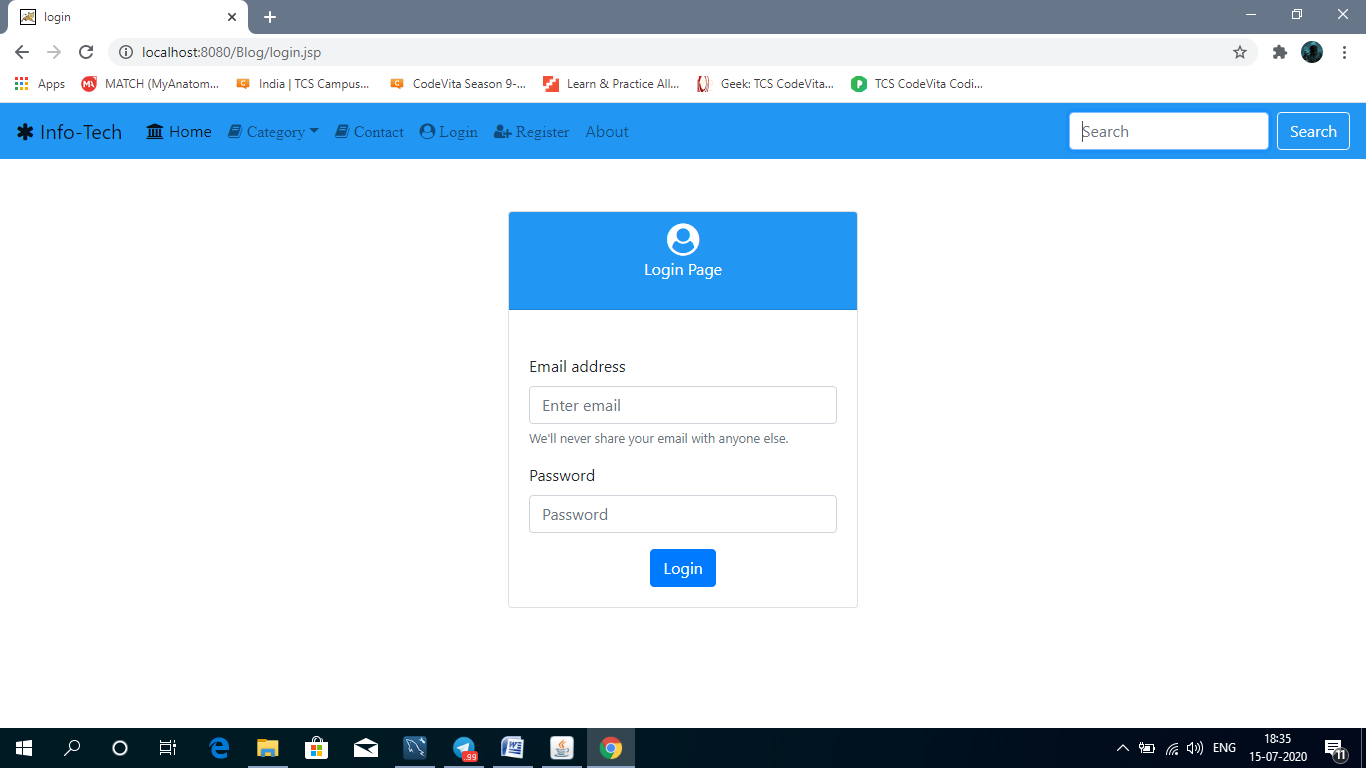 login
localhost:8080/Blog/login.jsp
Apps MATCH (MyAnatom... India | TCS Campus... CodeVita Season 9-... Learn & Practice All... Geek: TCS CodeVita... TCS CodeVita Codi...
Info-Tech Home Category Contact Login Register About Search Search
Login Page
Email address
Enter email
We'll never share your email with anyone else.
Password
Password
Login
99
ENG
18:35
15-07-2020
11